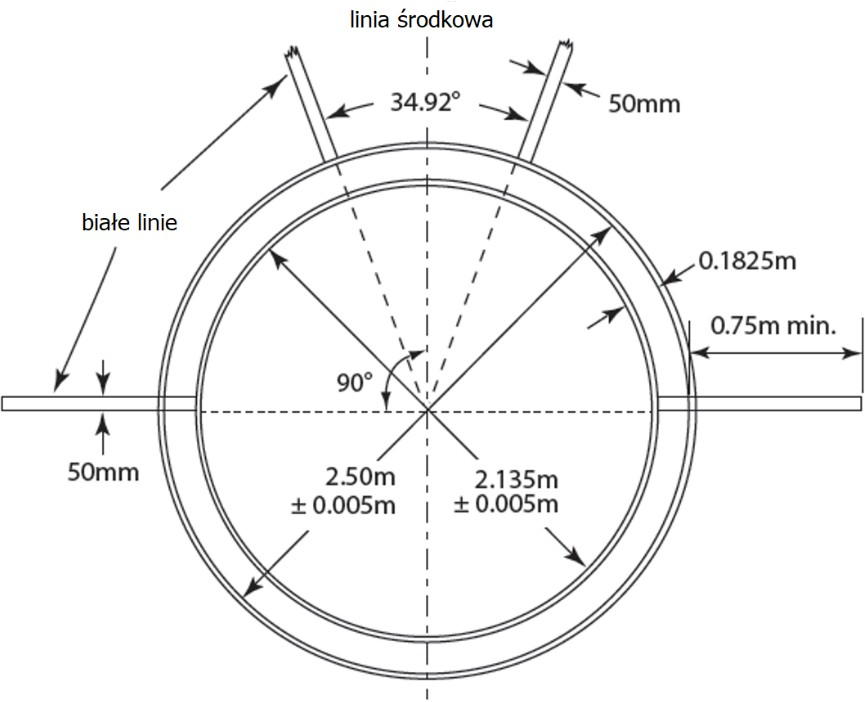 linia środkowa
34.92°
50mm
białe linie
0.1825m
0.75m min.
90°
50mm
2.50m
± 0.005m
2.135m
± 0.005m